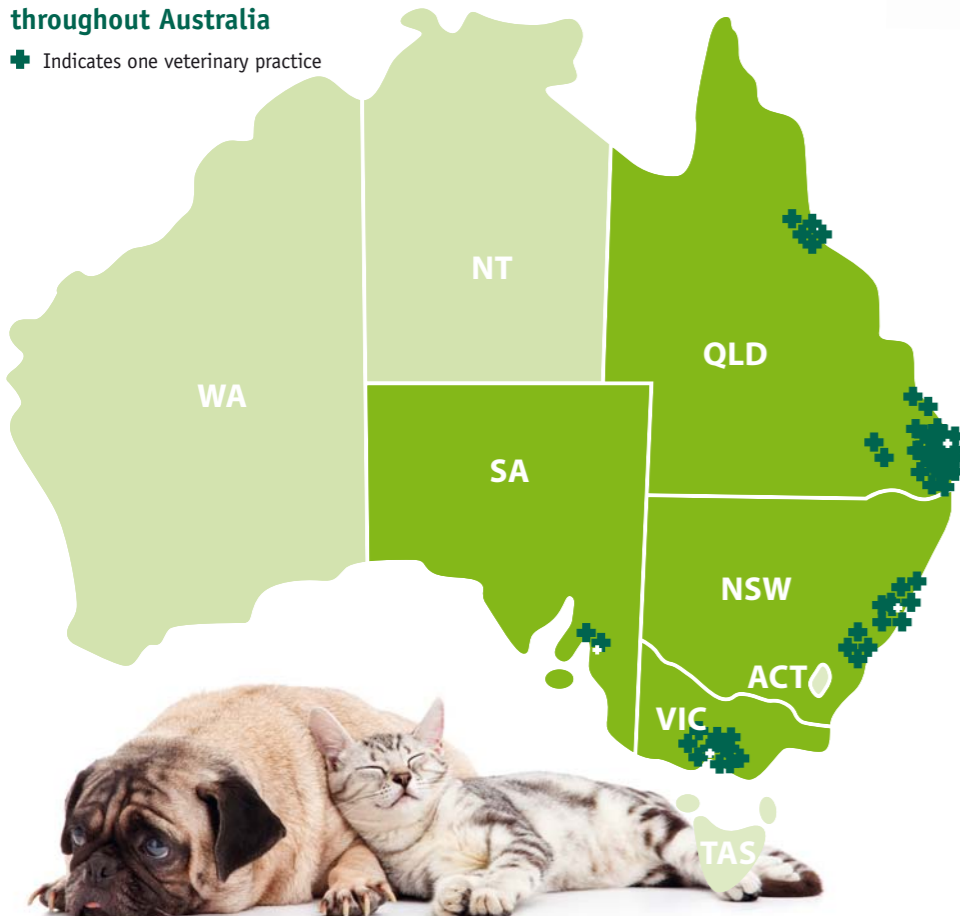 throughout Australia
Indicates one veterinary practice
NT
QLD
WA
SA
NSW
ACT
VIC
TAS